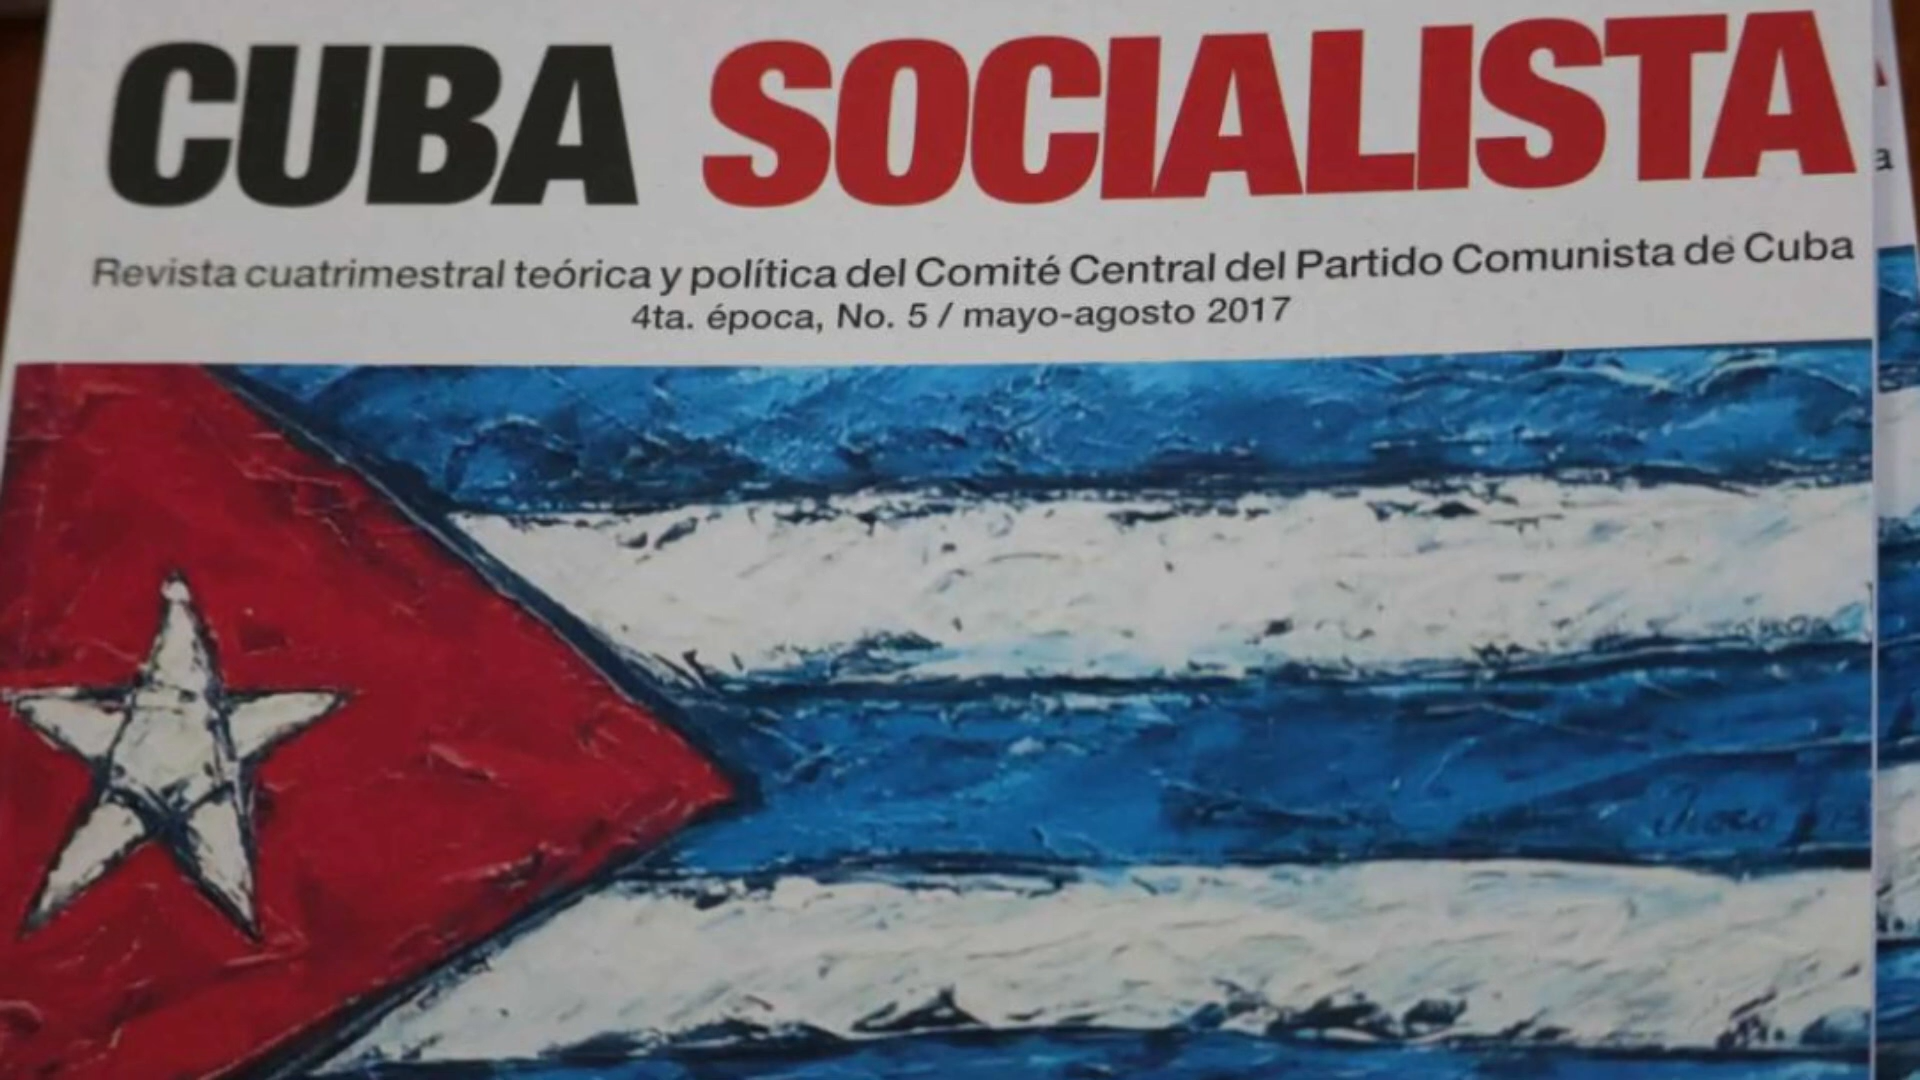 CUBA SOCIALISTA
Revista cuatrimestral teórica y política del Comité Central del Partido Comunista de Cuba
4ta. época, No. 5 / mayo-agosto 2017